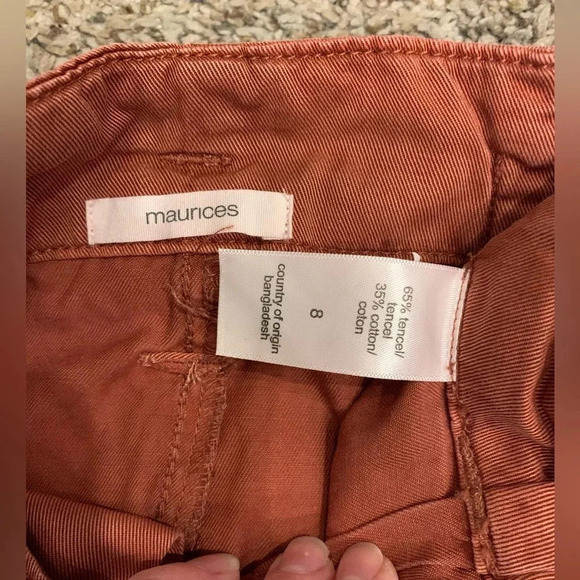 maurices
65% tencel/
tencel
35% cotton/
coton
8
country of origin
bangladesh